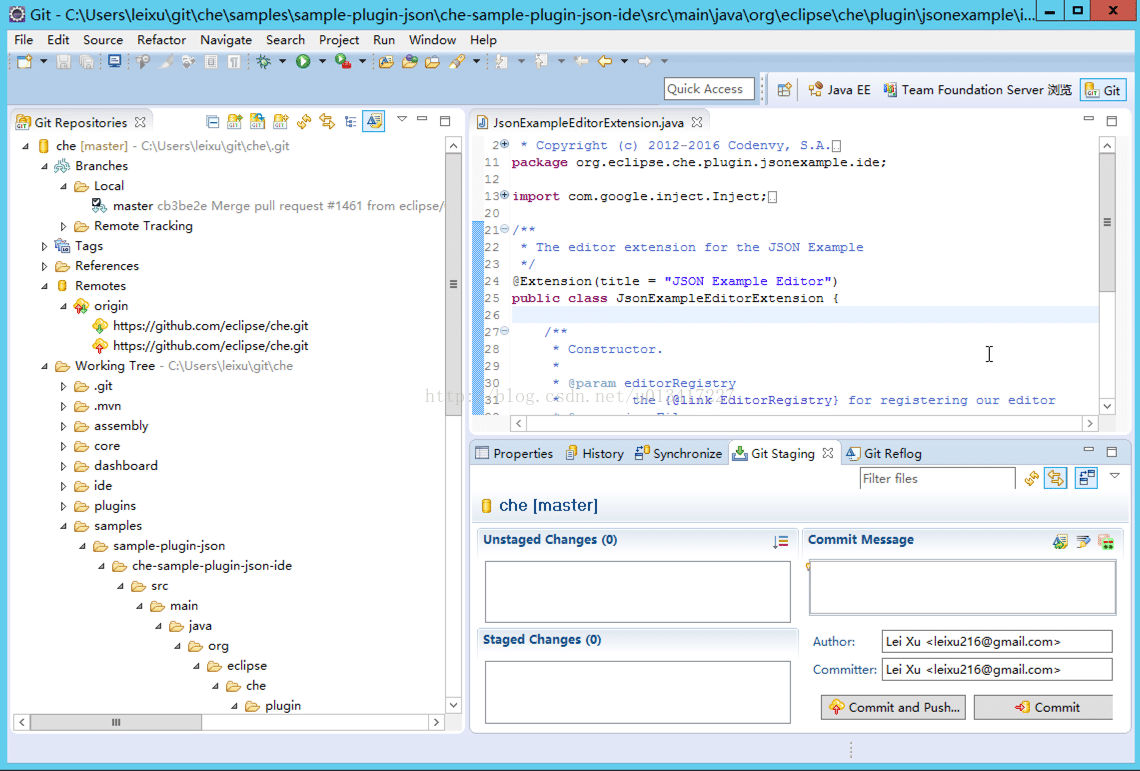 Git - C:\Users\leixu\git\che\samples\sample-plugin-json\che-sample-plugin-json-ide\src\main\java\org\eclipse\che\plugin\jsonexample\i...
File Edit Source Refactor Navigate Search Project Run Window Help
Quick Access Java EE Team Foundation Server 浏览 Git
Git Repositories
che [master] - C:\Users\leixu\git\che\.git
Branches
Local
master cb3be2e Merge pull request #1461 from eclipse/
Remote Tracking
Tags
References
Remotes
origin
https://github.com/eclipse/che.git
https://github.com/eclipse/che.git
Working Tree - C:\Users\leixu\git\che
.git
.mvn
assembly
core
dashboard
ide
plugins
samples
sample-plugin-json
che-sample-plugin-json-ide
src
main
java
org
eclipse
che
plugin
JsonExampleEditorExtension.java
2 * Copyright (c) 2012-2016 Codenvy, S.A.
11 package org.eclipse.che.plugin.jsonexample.ide;
12
13 import com.google.inject.Inject;
20
21 /**
22 * The editor extension for the JSON Example
23 */
24 @Extension(title = "JSON Example Editor")
25 public class JsonExampleEditorExtension {
26
27 /**
28 * Constructor.
29 *
30 * @param editorRegistry
31 * the {@link EditorRegistry} for registering our editor
Properties History Synchronize Git Staging Git Reflog
Filter files
che [master]
Unstaged Changes (0)
Staged Changes (0)
Commit Message
Author: Lei Xu <leixu216@gmail.com>
Committer: Lei Xu <leixu216@gmail.com>
Commit and Push... Commit